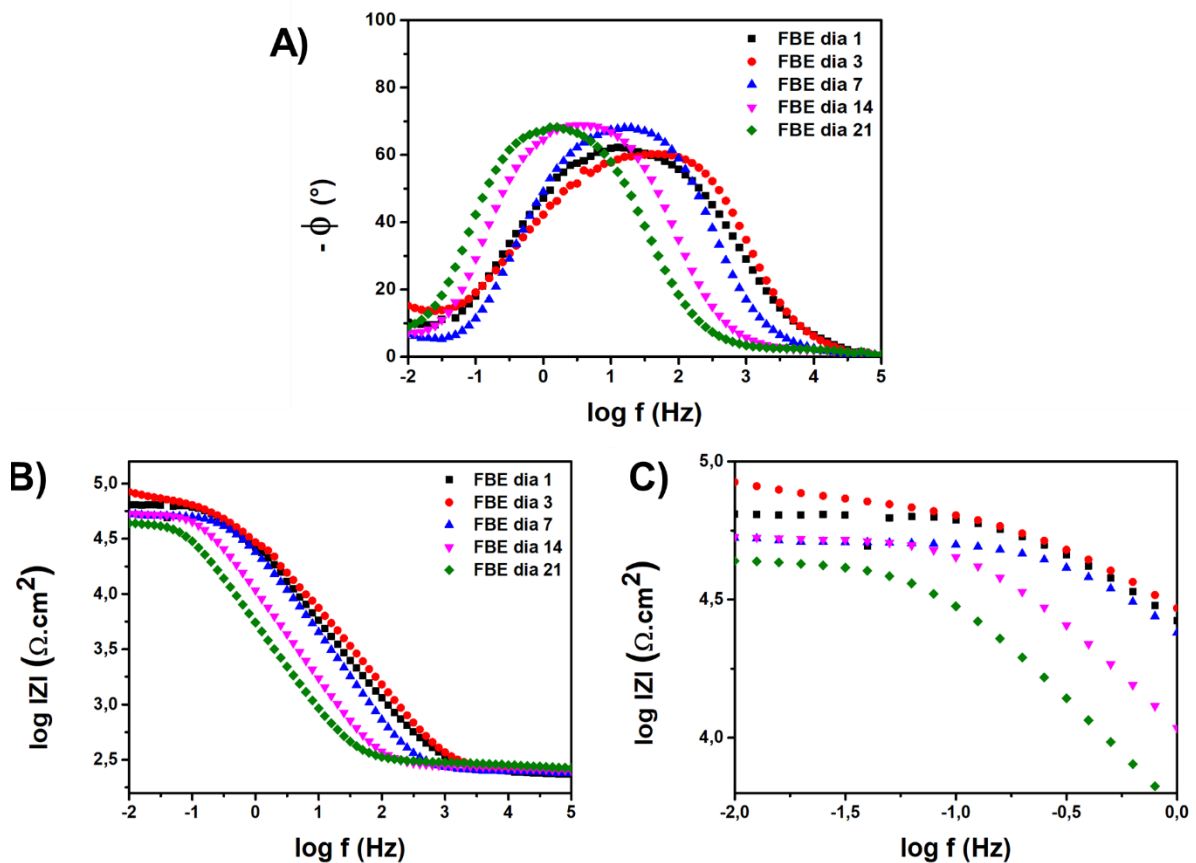 A)
- ϕ (°)
100
80
60
40
20
0
-2 -1 0 1 2 3 4 5
log f (Hz)
FBE dia 1
FBE dia 3
FBE dia 7
FBE dia 14
FBE dia 21
B)
log |Z| (Ω.cm²)
5,0
4,5
4,0
3,5
3,0
2,5
-2 -1 0 1 2 3 4 5
log f (Hz)
FBE dia 1
FBE dia 3
FBE dia 7
FBE dia 14
FBE dia 21
C)
log |Z| (Ω.cm²)
5,0
4,5
4,0
-2,0 -1,5 -1,0 -0,5 0,0
log f (Hz)